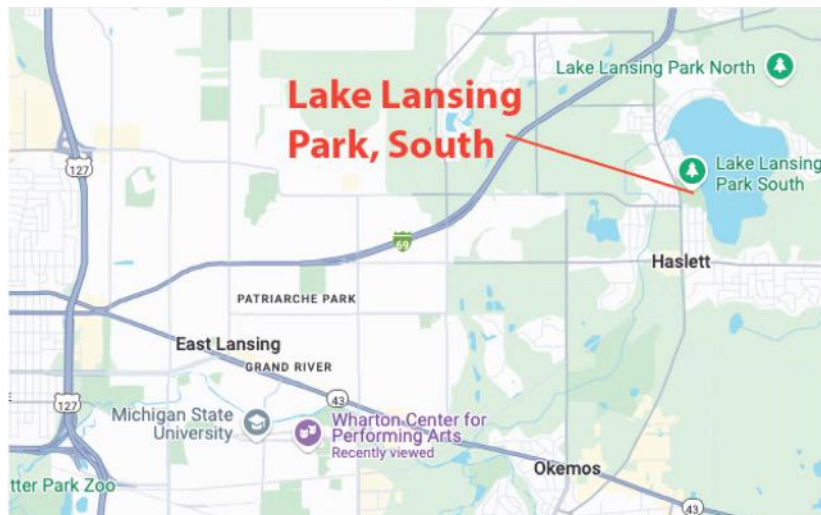 Lake Lansing
Park, South
Lake Lansing Park North
127
Lake Lansing
Park South
69
Haslett
PATRIARCHE PARK
East Lansing
GRAND RIVER
43
127
Michigan State
University
Wharton Center for
Performing Arts
Recently viewed
Okemos
tter Park Zoo
43